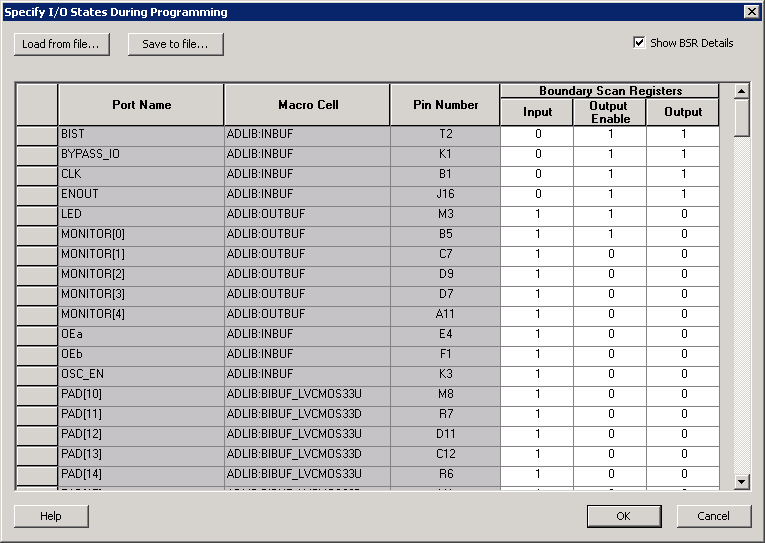 Specify I/O States During Programming
Load from file... Save to file... Show BSR Details
Boundary Scan Registers
Port Name Macro Cell Pin Number Input Output Enable Output
BIST ADLIB:INBUF T2 0 1 1
BYPASS_IO ADLIB:INBUF K1 0 1 1
CLK ADLIB:INBUF B1 0 1 1
ENOUT ADLIB:INBUF J16 0 1 1
LED ADLIB:OUTBUF M3 1 1 0
MONITOR[0] ADLIB:OUTBUF B5 1 1 0
MONITOR[1] ADLIB:OUTBUF C7 1 0 0
MONITOR[2] ADLIB:OUTBUF D9 1 0 0
MONITOR[3] ADLIB:OUTBUF D7 1 0 0
MONITOR[4] ADLIB:OUTBUF A11 1 0 0
OEa ADLIB:INBUF E4 1 0 0
OEb ADLIB:INBUF F1 1 0 0
OSC_EN ADLIB:INBUF K3 1 0 0
PAD[10] ADLIB:BIBUF_LVCMOS33U M8 1 0 0
PAD[11] ADLIB:BIBUF_LVCMOS33D R7 1 0 0
PAD[12] ADLIB:BIBUF_LVCMOS33U D11 1 0 0
PAD[13] ADLIB:BIBUF_LVCMOS33D C12 1 0 0
PAD[14] ADLIB:BIBUF_LVCMOS33U R6 1 0 0
Help OK Cancel